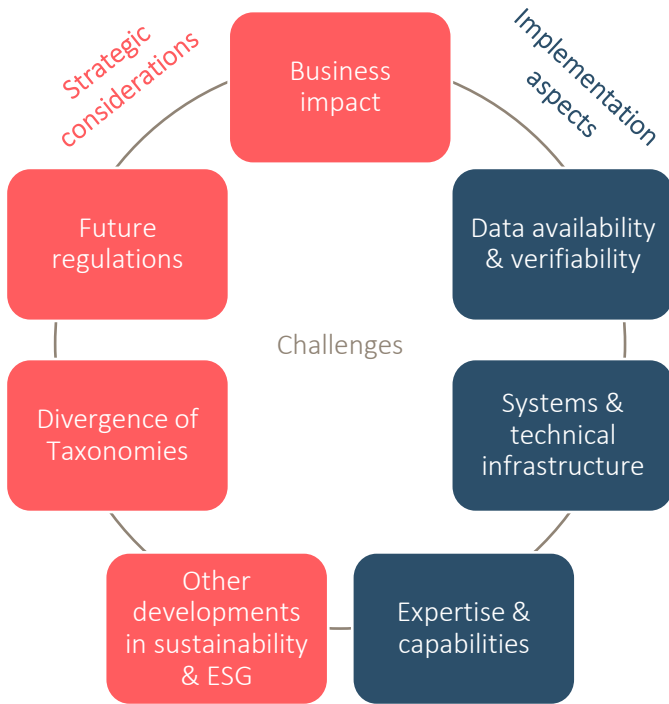 Strategic
considerations
Business
impact
Implementation
aspects
Future
regulations
Data availability
& verifiability
Challenges
Divergence of
Taxonomies
Systems &
technical
infrastructure
Other
developments
in sustainability
& ESG
Expertise &
capabilities